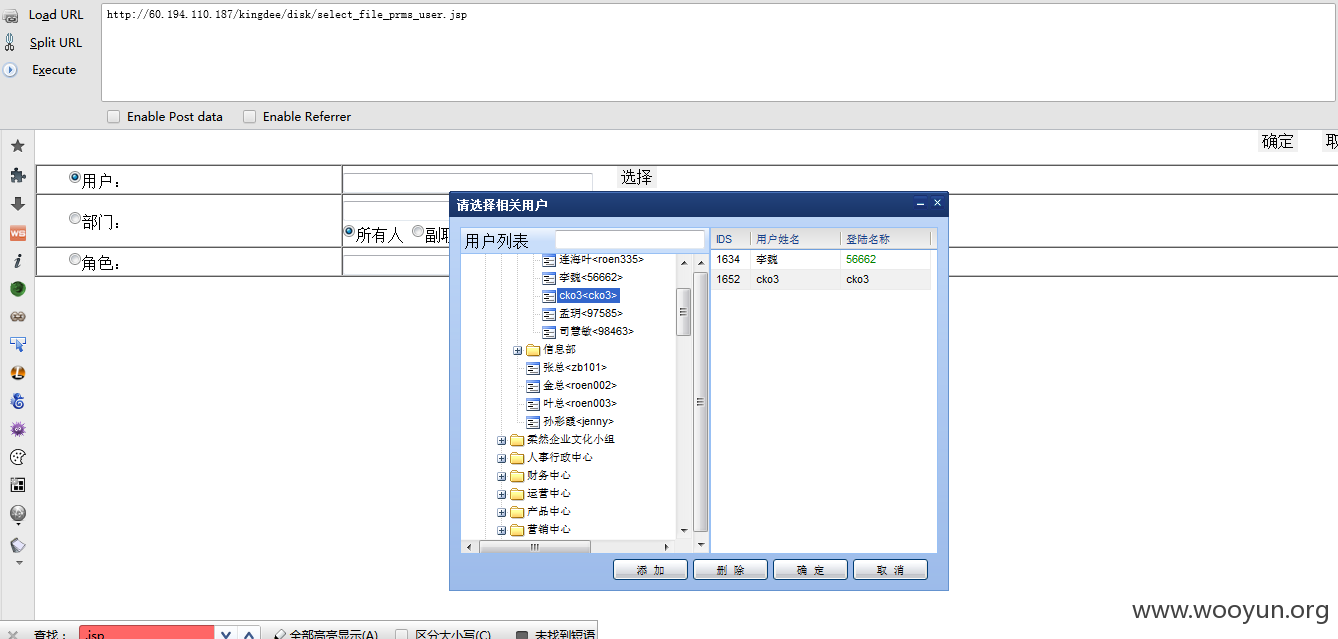 Load URL
http://60.194.110.187/kingdee/disk/select_file_prms_user.jsp
Split URL
Execute
Enable Post data
Enable Referrer
确定
取
用户：
选择
部门：
所有人
副职
角色：
请选择相关用户
用户列表
IDS
用户姓名
登陆名称
1634
李巍
56662
1652
cko3
cko3
连海叶<roen335>
李巍<56662>
cko3<cko3>
孟玥<97585>
司慧敏<98463>
信息部
张总<zb101>
金总<roen002>
叶总<roen003>
孙彩霞<jenny>
柔然企业文化小组
人事行政中心
财务中心
运营中心
产品中心
营销中心
添 加
删 除
确 定
取 消
WS
www.wooyun.org
查找：
.jsp
全部高亮显示(A)
区分大小写(C)
未找到短语